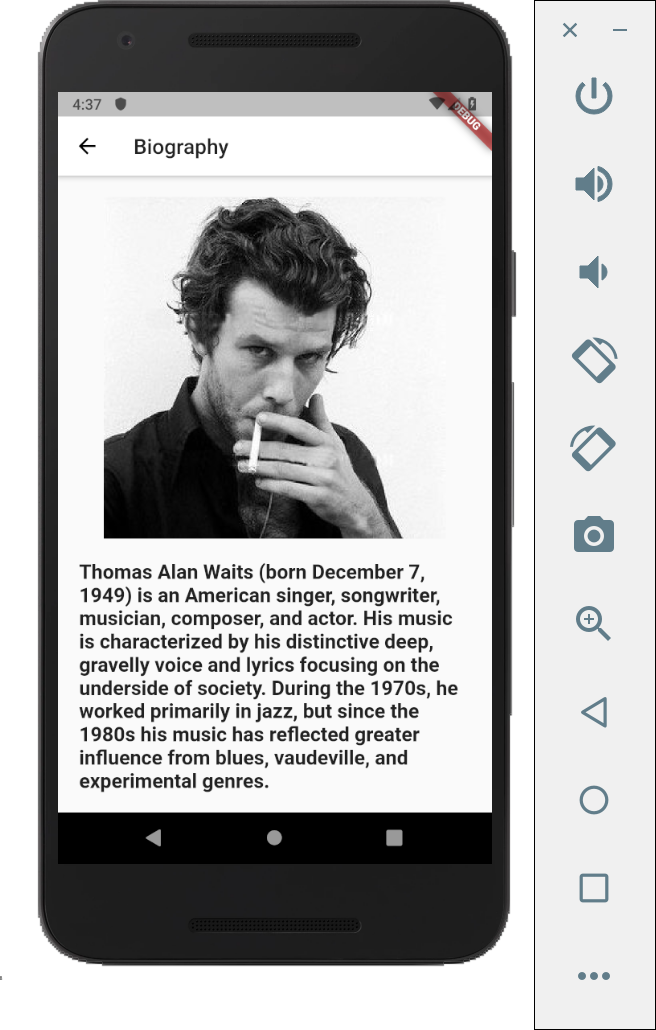 4:37
DEBUG
Biography
Thomas Alan Waits (born December 7,
1949) is an American singer, songwriter,
musician, composer, and actor. His music
is characterized by his distinctive deep,
gravelly voice and lyrics focusing on the
underside of society. During the 1970s, he
worked primarily in jazz, but since the
1980s his music has reflected greater
influence from blues, vaudeville, and
experimental genres.